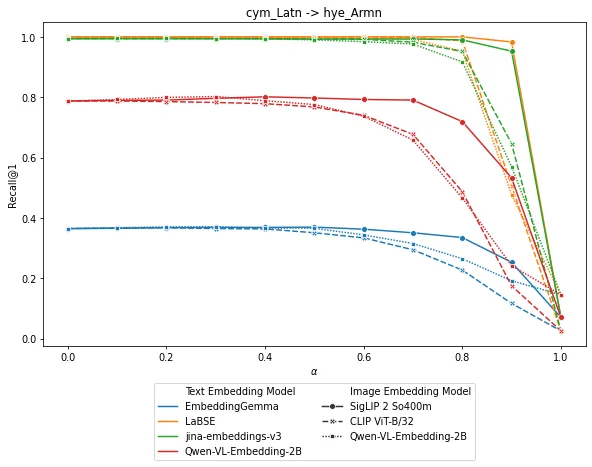 cym_Latn -> hye_Armn
Recall@1
1.0
0.8
0.6
0.4
0.2
0.0
0.0 0.2 0.4 0.6 0.8 1.0
α
Text Embedding Model Image Embedding Model
EmbeddingGemma SigLIP 2 So400m
LaBSE CLIP ViT-B/32
jina-embeddings-v3 Qwen-VL-Embedding-2B
Qwen-VL-Embedding-2B